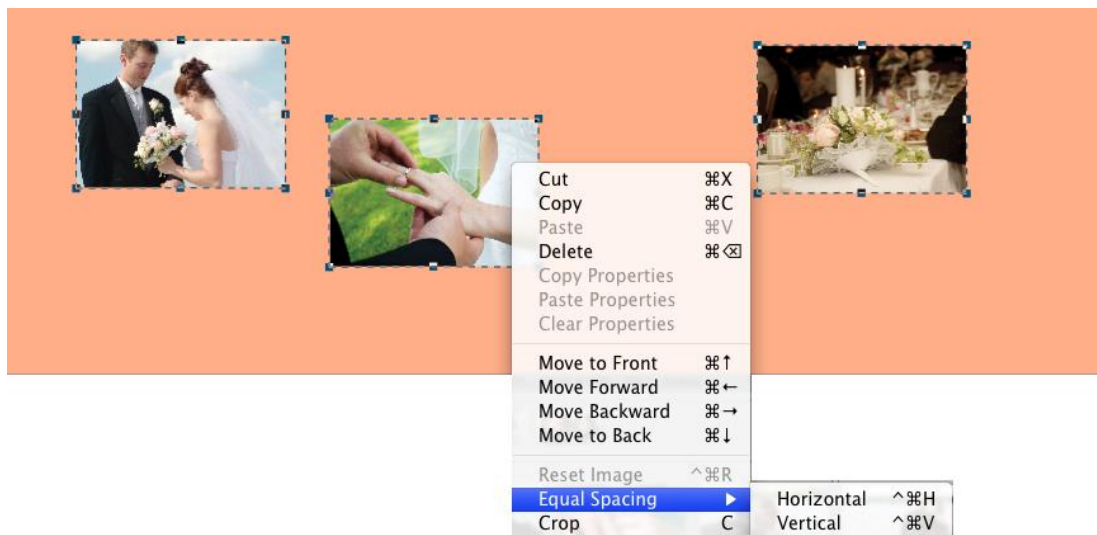 Cut ⌘X
Copy ⌘C
Paste ⌘V
Delete ⌘⌫
Copy Properties
Paste Properties
Clear Properties
Move to Front ⌘↑
Move Forward ⌘←
Move Backward ⌘→
Move to Back ⌘↓
Reset Image ^⌘R
Equal Spacing ▶
Horizontal ^⌘H
Crop C
Vertical ^⌘V